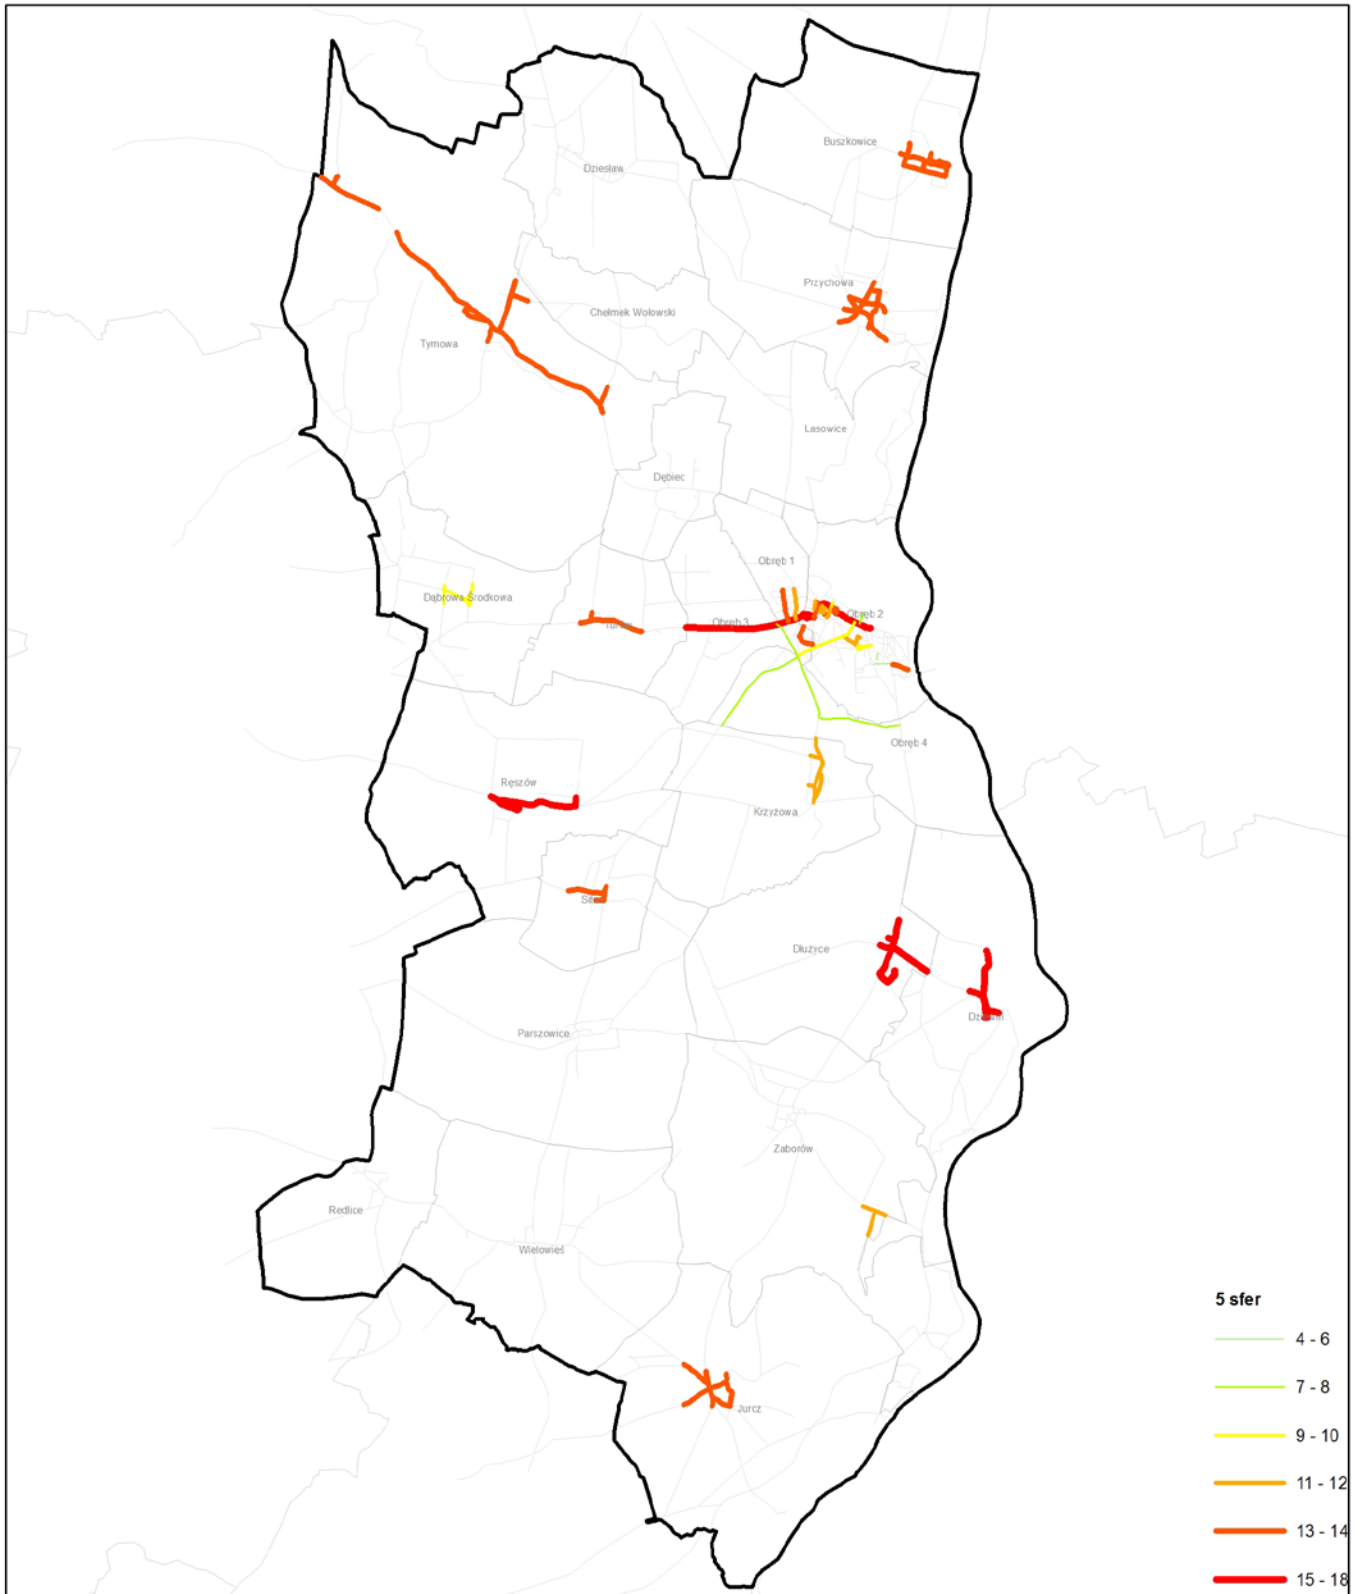 Buszkowice
Dziesław
Przychowa
Chełmek Wołowski
Tymowa
Lasowice
Dębiec
Obręb 1
Dąbrowa Środkowa
Obręb 2
Obręb 3
Obręb 4
Ręszów
Krzyżowa
Dłużyce
Parszowice
Zaborów
Redlice
Wielowieś
5 sfer
4 - 6
7 - 8
Jurcz
9 - 10
11 - 12
13 - 14
15 - 18